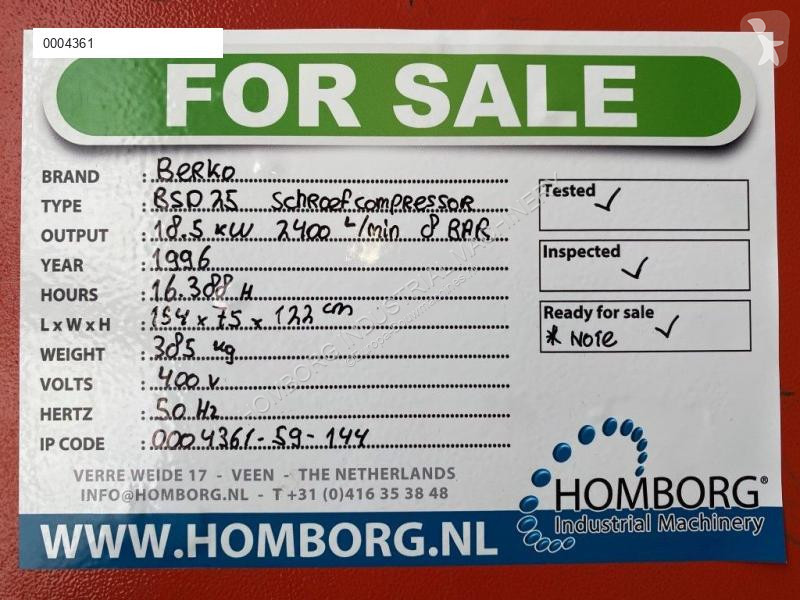 0004361
FOR SALE
BRAND : BERKO
TYPE : BSD 25 SCHROEFCOMPRESSOR
OUTPUT : 18.5 KW 2400 L/min 8 BAR
YEAR : 1996
HOURS : 16.388 H
L x W x H : 154 x 75 x 122 cm
WEIGHT : 385 kg
VOLTS : 400 V
HERTZ : 50 Hz
IP CODE : 0004361-S9-144
Tested ✓
Inspected ✓
Ready for sale
* NOTE ✓
VERRE WEIDE 17 - VEEN - THE NETHERLANDS
INFO@HOMBORG.NL - T +31 (0)416 35 38 48
HOMBORG®
Industrial Machinery
WWW.HOMBORG.NL